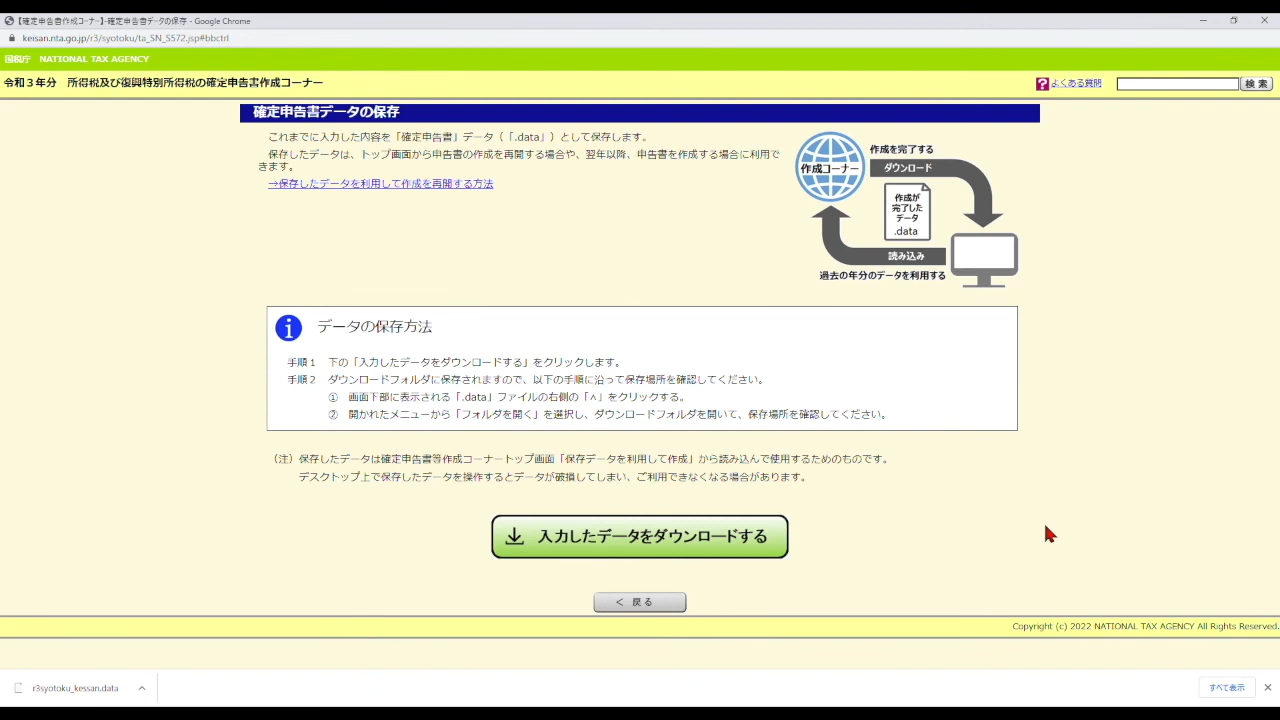 【確定申告書作成コーナー】-確定申告書データの保存 - Google Chrome
keisan.nta.go.jp/r3/syotoku/ta_SN_S572.jsp#bbctrl
国税庁 NATIONAL TAX AGENCY
令和３年分 所得税及び復興特別所得税の確定申告書作成コーナー
? よくある質問
検索
確定申告書データの保存
これまでに入力した内容を「確定申告書」データ（「.data」）として保存します。
保存したデータは、トップ画面から申告書の作成を再開する場合や、翌年以降、申告書を作成する場合に利用で
きます。
→保存したデータを利用して作成を再開する方法
作成を完了する
作成コーナー
ダウンロード
作成が
完了した
データ
.data
読み込み
過去の年分のデータを利用する
i データの保存方法
手順１ 下の「入力したデータをダウンロードする」をクリックします。
手順２ ダウンロードフォルダに保存されますので、以下の手順に沿って保存場所を確認してください。
① 画面下部に表示される「.data」ファイルの右側の「∧」をクリックする。
② 開かれたメニューから「フォルダを開く」を選択し、ダウンロードフォルダを開いて、保存場所を確認してください。
（注）保存したデータは確定申告書等作成コーナートップ画面「保存データを利用して作成」から読み込んで使用するためのものです。
デスクトップ上で保存したデータを操作するとデータが破損してしまい、ご利用できなくなる場合があります。
入力したデータをダウンロードする
＜ 戻る
Copyright (c) 2022 NATIONAL TAX AGENCY All Rights Reserved.
r3syotoku_kessan.data
すべて表示